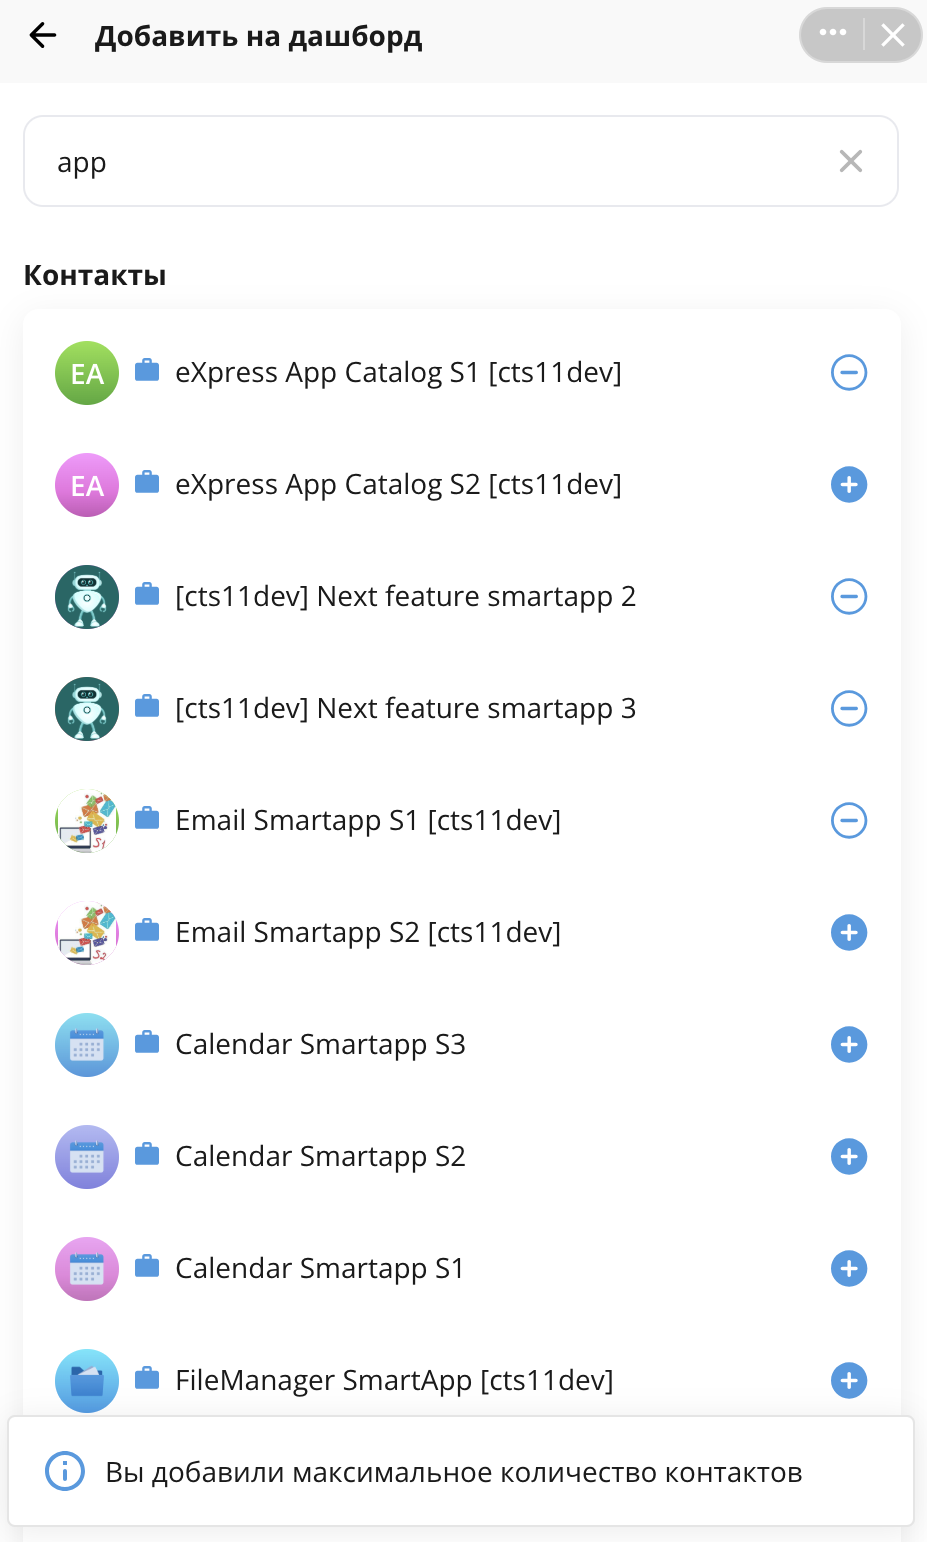 Добавить на дашборд
app
Контакты
EA eXpress App Catalog S1 [cts11dev]
EA eXpress App Catalog S2 [cts11dev]
[cts11dev] Next feature smartapp 2
[cts11dev] Next feature smartapp 3
S1 Email Smartapp S1 [cts11dev]
S2 Email Smartapp S2 [cts11dev]
Calendar Smartapp S3
Calendar Smartapp S2
Calendar Smartapp S1
FileManager SmartApp [cts11dev]
Вы добавили максимальное количество контактов